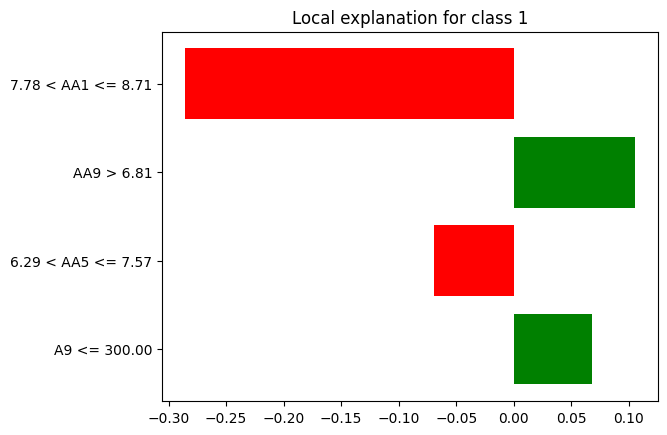 Local explanation for class 1
7.78 < AA1 <= 8.71
AA9 > 6.81
6.29 < AA5 <= 7.57
A9 <= 300.00
−0.30 −0.25 −0.20 −0.15 −0.10 −0.05 0.00 0.05 0.10